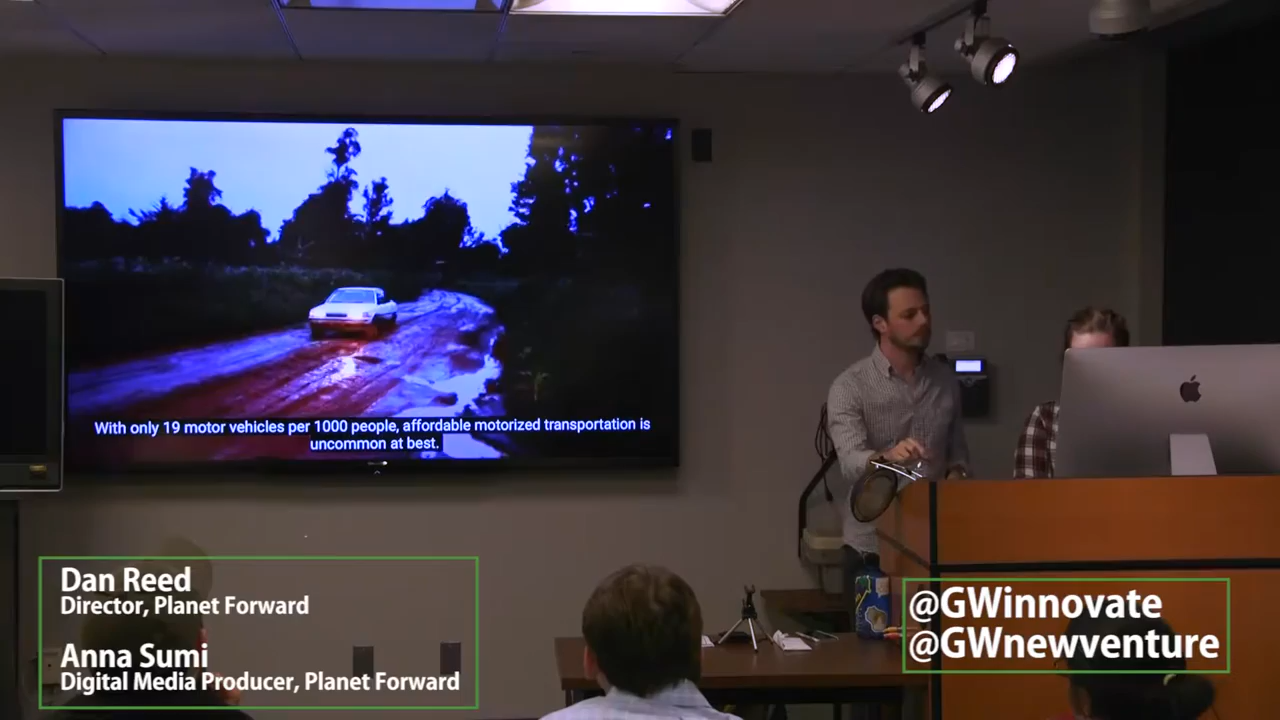 With only 19 motor vehicles per 1000 people, affordable motorized transportation is
uncommon at best.
Dan Reed
Director, Planet Forward
Anna Sumi
Digital Media Producer, Planet Forward
@GWinnovate
@GWnewventure